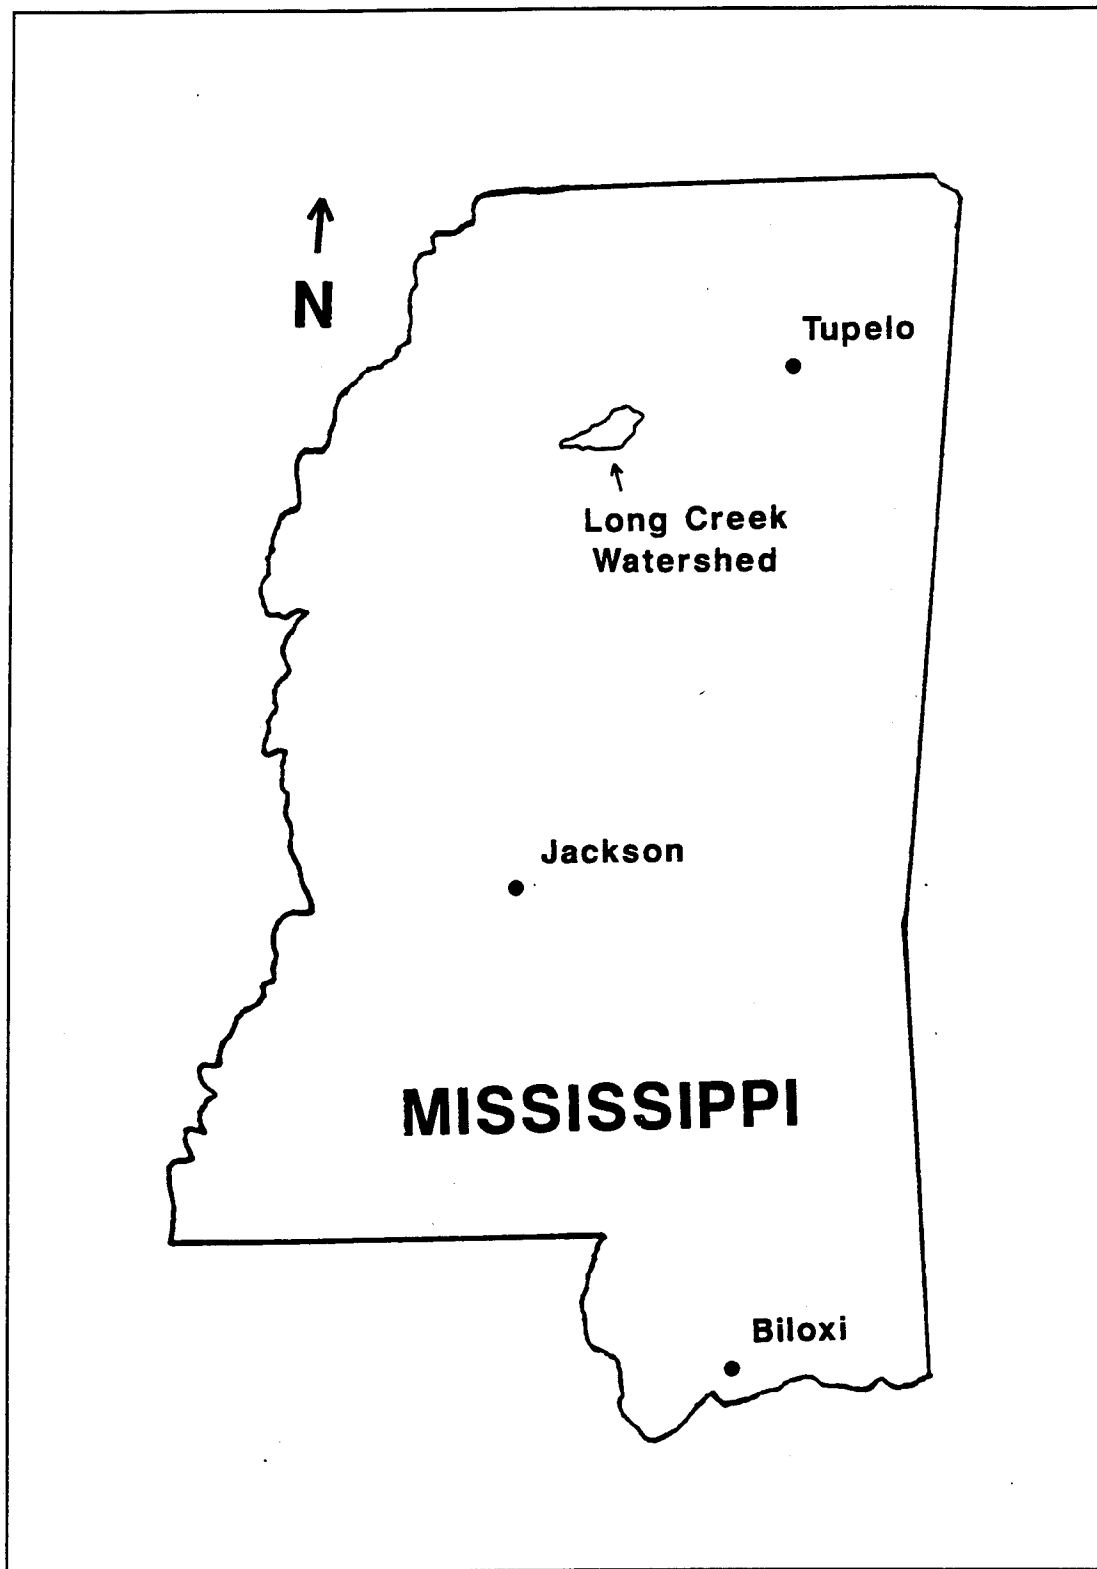 N
Tupelo
Long Creek
Watershed
Jackson
MISSISSIPPI
Biloxi